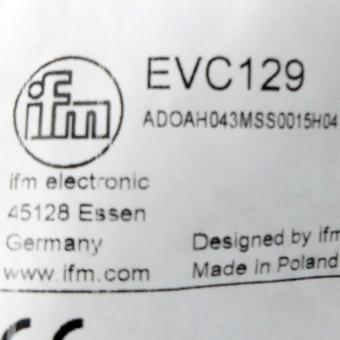 ifm
EVC129
ADOAH043MSS0015H04
ifm electronic
45128 Essen
Germany
www.ifm.com
Designed by ifm
Made in Poland